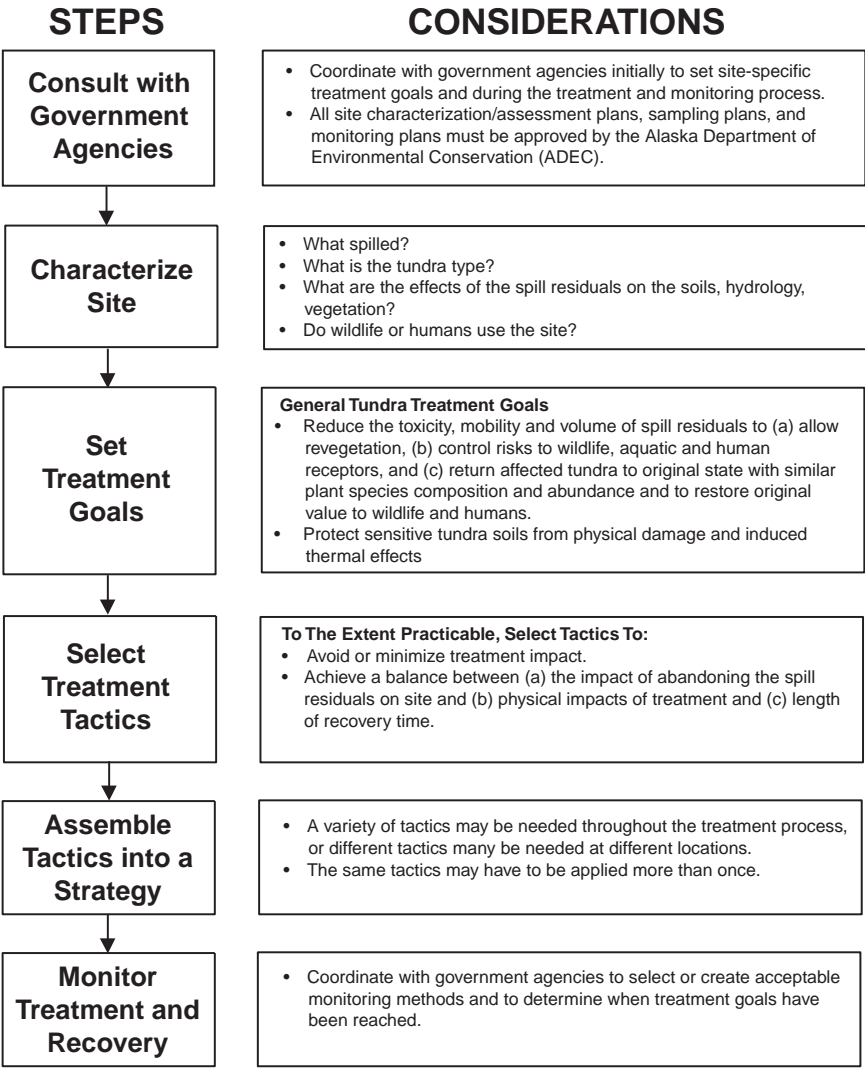 STEPS
CONSIDERATIONS
Consult with
Government
Agencies
• Coordinate with government agencies initially to set site-specific
treatment goals and during the treatment and monitoring process.
• All site characterization/assessment plans, sampling plans, and
monitoring plans must be approved by the Alaska Department of
Environmental Conservation (ADEC).
Characterize
Site
• What spilled?
• What is the tundra type?
• What are the effects of the spill residuals on the soils, hydrology,
vegetation?
• Do wildlife or humans use the site?
Set
Treatment
Goals
General Tundra Treatment Goals
• Reduce the toxicity, mobility and volume of spill residuals to (a) allow
revegetation, (b) control risks to wildlife, aquatic and human
receptors, and (c) return affected tundra to original state with similar
plant species composition and abundance and to restore original
value to wildlife and humans.
• Protect sensitive tundra soils from physical damage and induced
thermal effects
Select
Treatment
Tactics
To The Extent Practicable, Select Tactics To:
• Avoid or minimize treatment impact.
• Achieve a balance between (a) the impact of abandoning the spill
residuals on site and (b) physical impacts of treatment and (c) length
of recovery time.
Assemble
Tactics into a
Strategy
• A variety of tactics may be needed throughout the treatment process,
or different tactics many be needed at different locations.
• The same tactics may have to be applied more than once.
Monitor
Treatment and
Recovery
• Coordinate with government agencies to select or create acceptable
monitoring methods and to determine when treatment goals have
been reached.